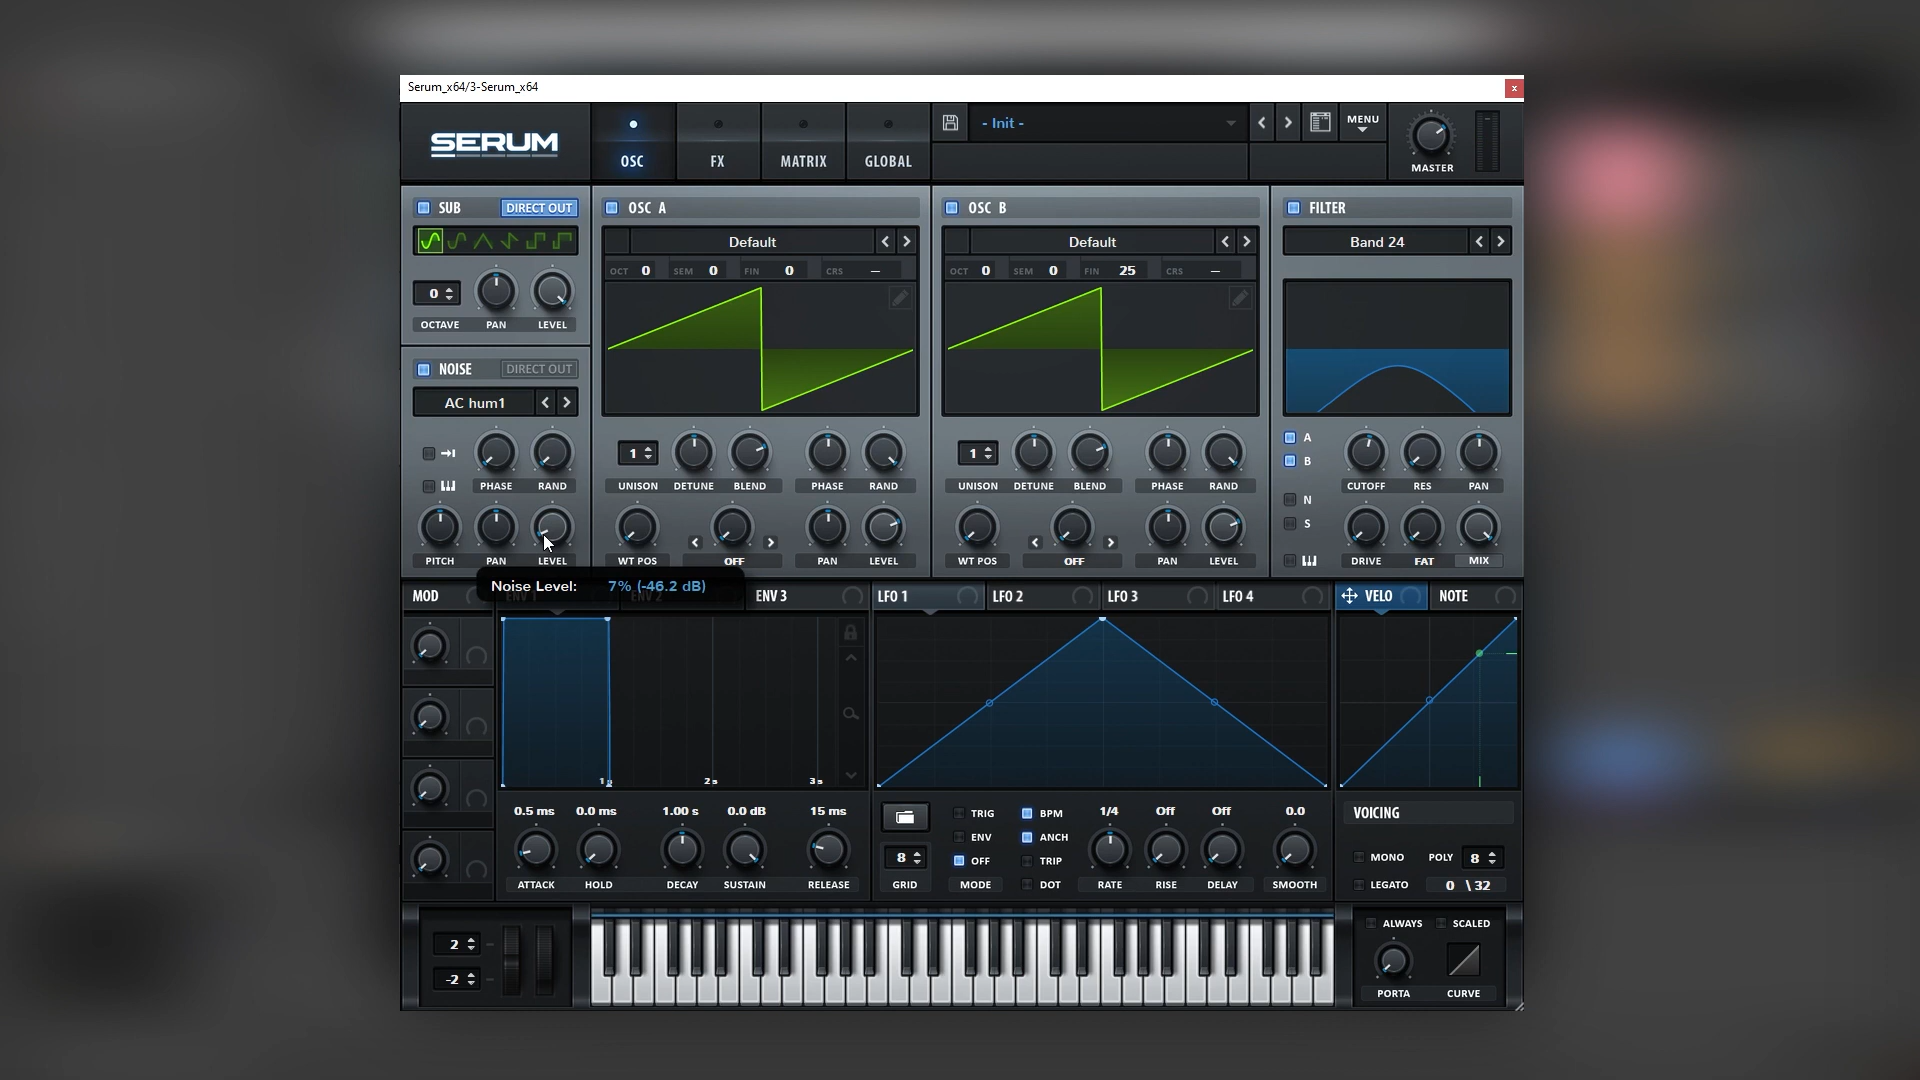 Serum_x64/3-Serum_x64
x
SERUM
OSC
FX
MATRIX
GLOBAL
- Init -
MENU
MASTER
SUB
DIRECT OUT
0
OCTAVE
PAN
LEVEL
NOISE
DIRECT OUT
AC hum1
PHASE
RAND
PITCH
PAN
LEVEL
OSC A
Default
OCT 0 SEM 0 FIN 0 CRS –
1
UNISON DETUNE BLEND PHASE RAND
WT POS OFF PAN LEVEL
OSC B
Default
OCT 0 SEM 0 FIN 25 CRS –
1
UNISON DETUNE BLEND PHASE RAND
WT POS OFF PAN LEVEL
FILTER
Band 24
A
B
N
S
CUTOFF RES PAN
DRIVE FAT MIX
Noise Level: 7% (-46.2 dB)
MOD
ENV 1
ENV 2
ENV 3
LFO 1
LFO 2
LFO 3
LFO 4
VELO
NOTE
1s
2s
3s
0.5 ms 0.0 ms 1.00 s 0.0 dB 15 ms
ATTACK HOLD DECAY SUSTAIN RELEASE
8
GRID
TRIG
ENV
OFF
MODE
BPM
ANCH
TRIP
DOT
1/4 Off Off 0.0
RATE RISE DELAY SMOOTH
VOICING
MONO
POLY 8
LEGATO
0 \ 32
2
-2
ALWAYS
SCALED
PORTA
CURVE